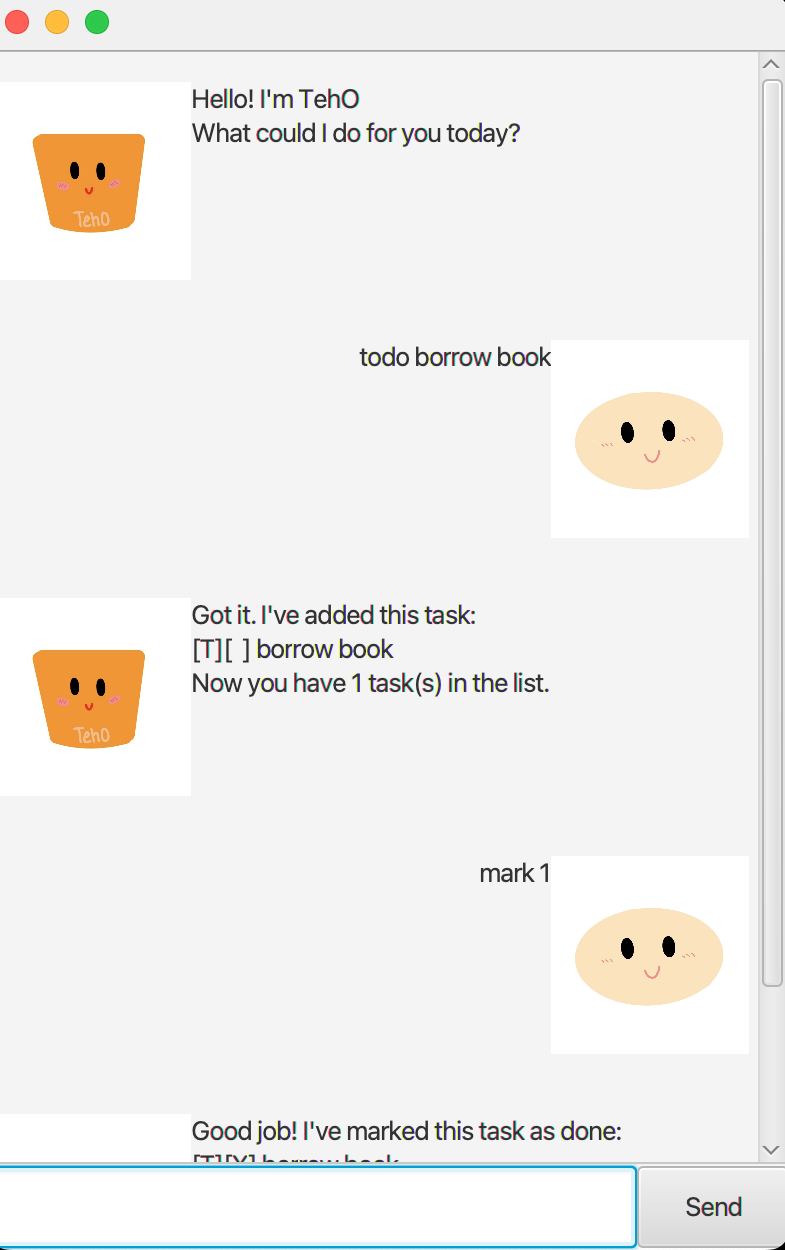 Hello! I'm TehO
What could I do for you today?
TehO
todo borrow book
Got it. I've added this task:
[T][ ] borrow book
Now you have 1 task(s) in the list.
TehO
mark 1
Good job! I've marked this task as done:
[T][X] borrow book
Send